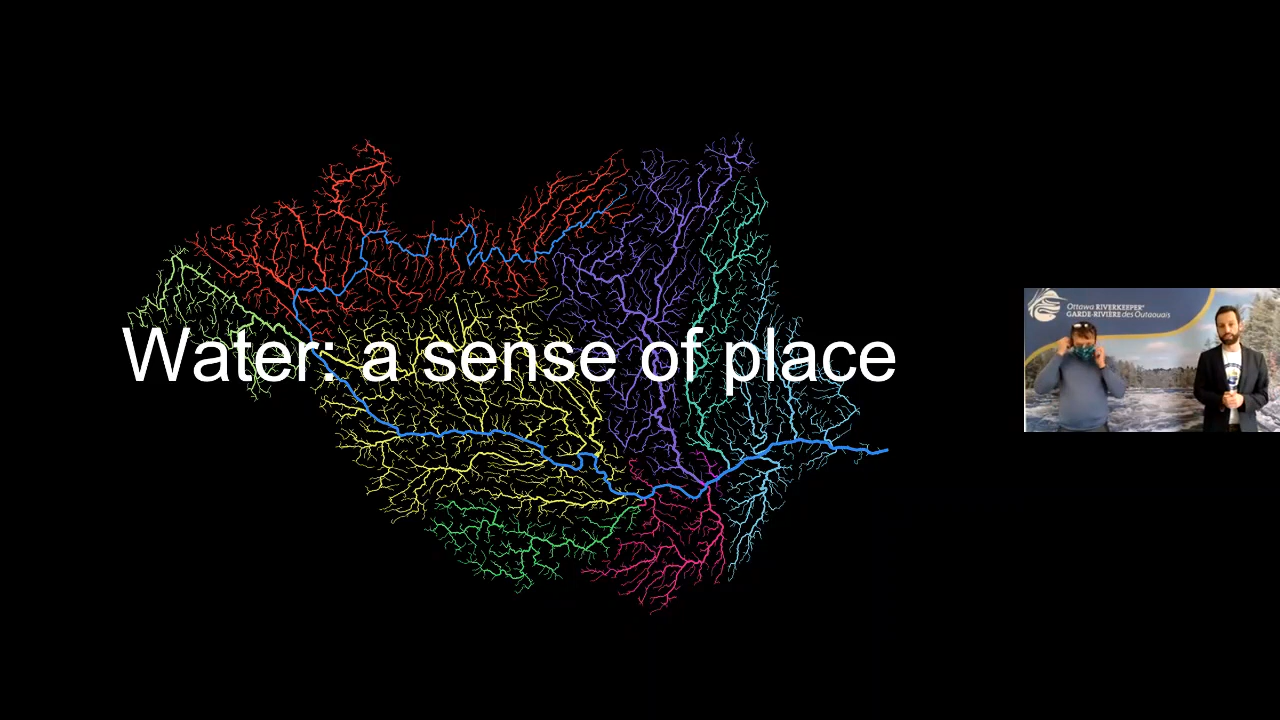 Water: a sense of place
Ottawa RIVERKEEPER®
GARDE-RIVIÈRE des Outaouais